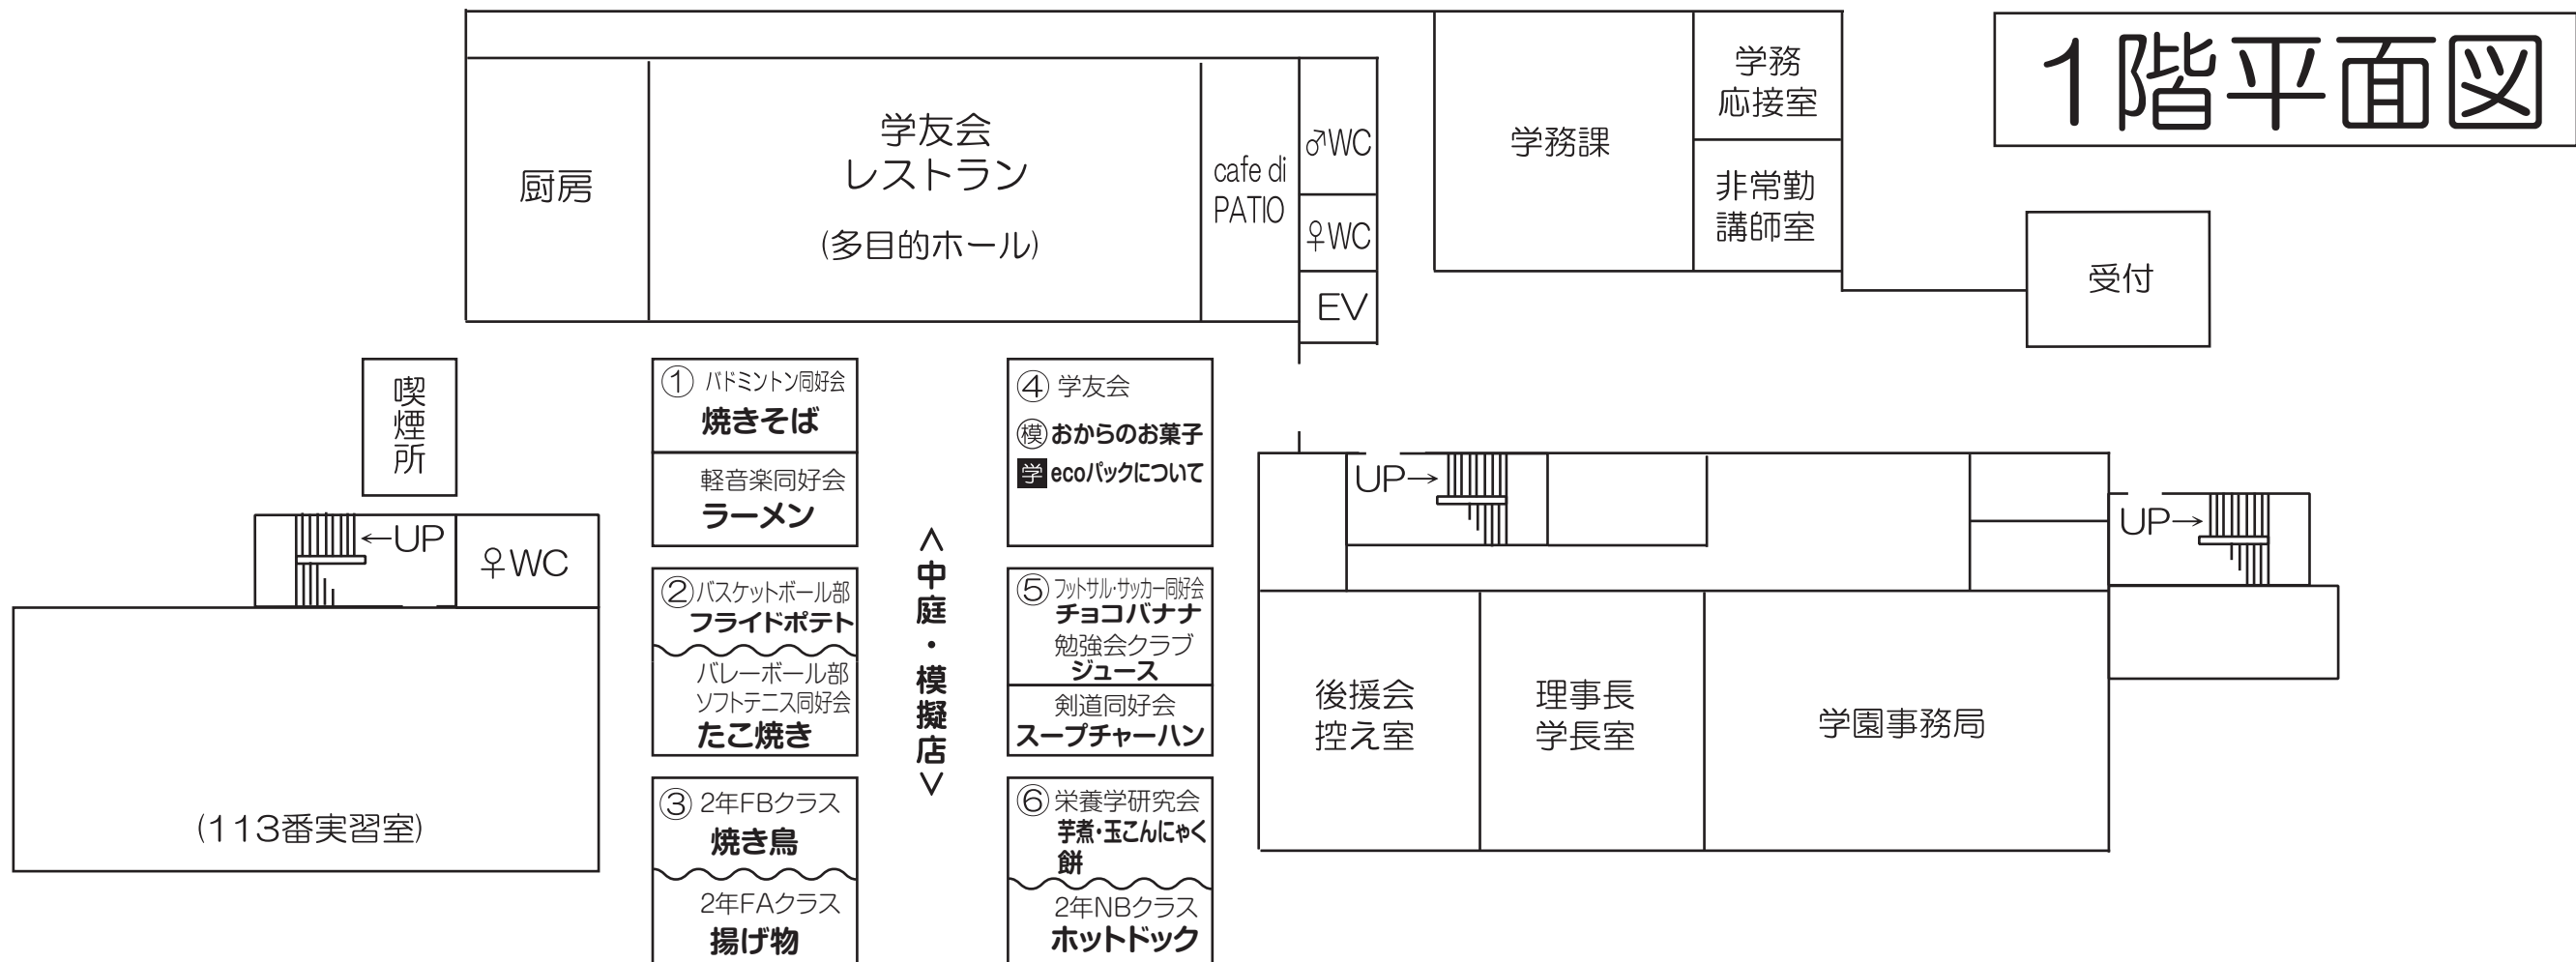 1階平面図
学務
応接室
学務課
非常勤
講師室
受付
厨房
学友会
レストラン
(多目的ホール)
cafe di
PATIO
♂WC
♀WC
EV
喫煙所
←UP
♀WC
(113番実習室)
① バドミントン同好会
焼きそば
軽音楽同好会
ラーメン
② バスケットボール部
フライドポテト
バレーボール部
ソフトテニス同好会
たこ焼き
③ 2年FBクラス
焼き鳥
2年FAクラス
揚げ物
<中庭・模擬店>
④ 学友会
模 おからのお菓子
学 ecoパックについて
⑤ フットサル・サッカー同好会
チョコバナナ
勉強会クラブ
ジュース
剣道同好会
スープチャーハン
⑥ 栄養学研究会
芋煮・玉こんにゃく
餅
2年NBクラス
ホットドック
UP→
UP→
後援会
控え室
理事長
学長室
学園事務局